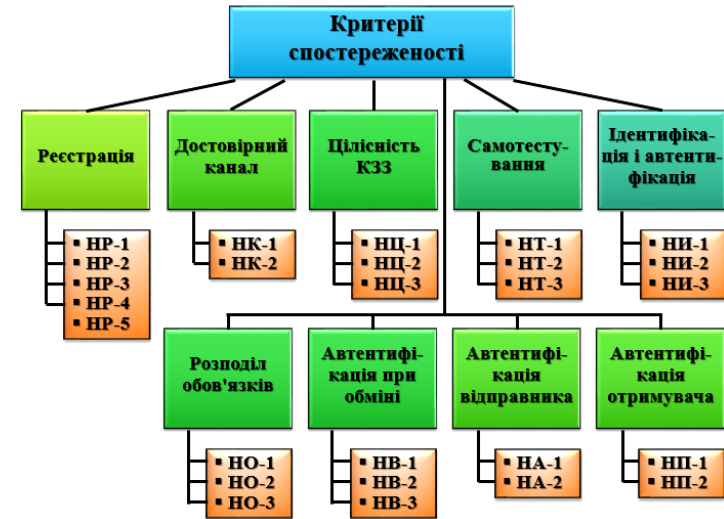 Критерії
спостереженості
Реєстрація
Достовірний
канал
Цілісність
КЗЗ
Самотесту-
вання
Ідентифіка-
ція і автенти-
фікація
▪ НР-1
▪ НР-2
▪ НР-3
▪ НР-4
▪ НР-5
▪ НК-1
▪ НК-2
▪ НЦ-1
▪ НЦ-2
▪ НЦ-3
▪ НТ-1
▪ НТ-2
▪ НТ-3
▪ НИ-1
▪ НИ-2
▪ НИ-3
Розподіл
обов'язків
Автентифі-
кація при
обміні
Автентифі-
кація
відправника
Автентифі-
кація
отримувача
▪ НО-1
▪ НО-2
▪ НО-3
▪ НВ-1
▪ НВ-2
▪ НВ-3
▪ НА-1
▪ НА-2
▪ НП-1
▪ НП-2